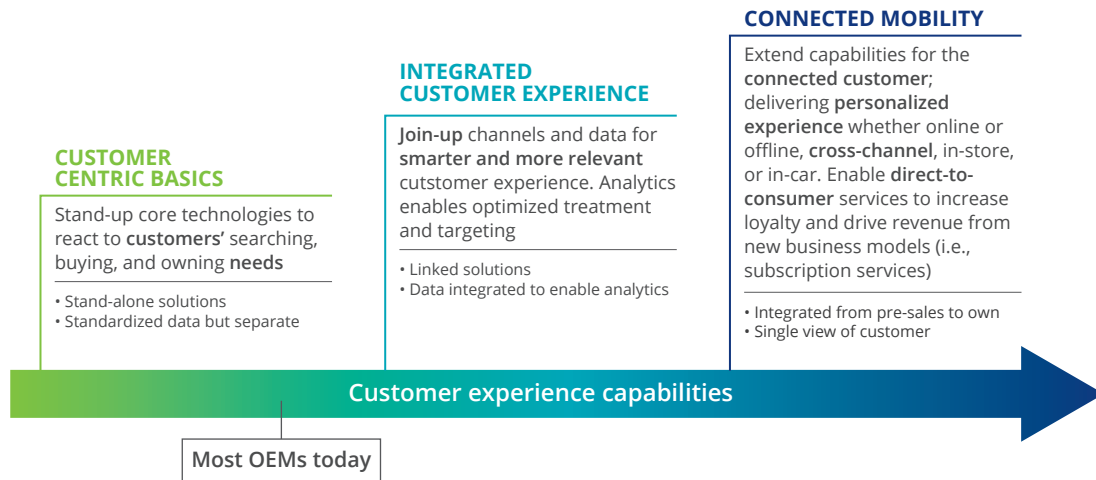 CUSTOMER
CENTRIC BASICS
Stand-up core technologies to
react to customers’ searching,
buying, and owning needs
• Stand-alone solutions
• Standardized data but separate
INTEGRATED
CUSTOMER EXPERIENCE
Join-up channels and data for
smarter and more relevant
cutstomer experience. Analytics
enables optimized treatment
and targeting
• Linked solutions
• Data integrated to enable analytics
CONNECTED MOBILITY
Extend capabilities for the
connected customer;
delivering personalized
experience whether online or
offline, cross-channel, in-store,
or in-car. Enable direct-to-
consumer services to increase
loyalty and drive revenue from
new business models (i.e.,
subscription services)
• Integrated from pre-sales to own
• Single view of customer
Customer experience capabilities
Most OEMs today